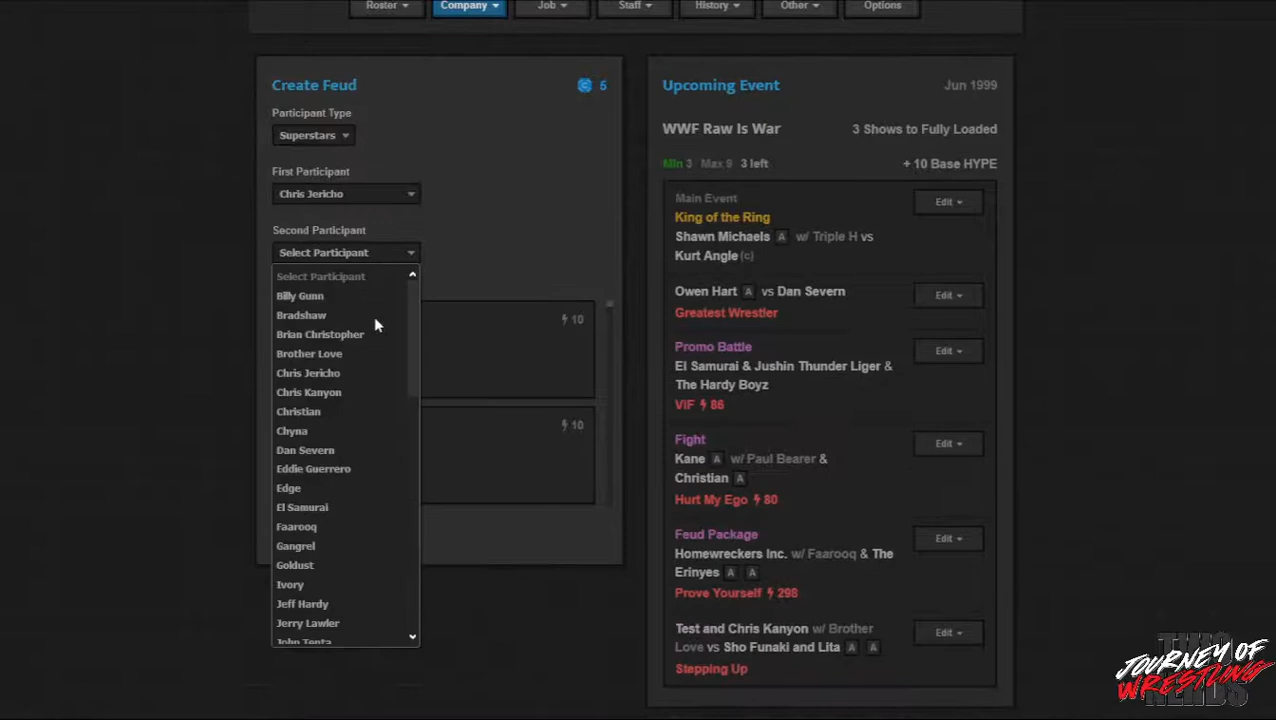 Roster
Company
Job
Staff
History
Other
Options
Create Feud
5
Participant Type
Superstars
First Participant
Chris Jericho
Second Participant
Select Participant
Select Participant
Billy Gunn
Bradshaw
Brian Christopher
Brother Love
Chris Jericho
Chris Kanyon
Christian
Chyna
Dan Severn
Eddie Guerrero
Edge
El Samurai
Faarooq
Gangrel
Goldust
Ivory
Jeff Hardy
Jerry Lawler
John Tenta
10
10
Upcoming Event
Jun 1999
WWF Raw Is War
3 Shows to Fully Loaded
Min 3 Max 9 3 left
+ 10 Base HYPE
Main Event
Edit
King of the Ring
Shawn Michaels A w/ Triple H vs
Kurt Angle (c)
Owen Hart A vs Dan Severn
Edit
Greatest Wrestler
Promo Battle
Edit
El Samurai & Jushin Thunder Liger &
The Hardy Boyz
VIF 86
Fight
Edit
Kane A w/ Paul Bearer &
Christian A
Hurt My Ego 80
Feud Package
Edit
Homewreckers Inc. w/ Faarooq & The
Erinyes A A
Prove Yourself 298
Test and Chris Kanyon w/ Brother
Edit
Love vs Sho Funaki and Lita A A
Stepping Up
JOURNEY OF
WRESTLING
NERDS